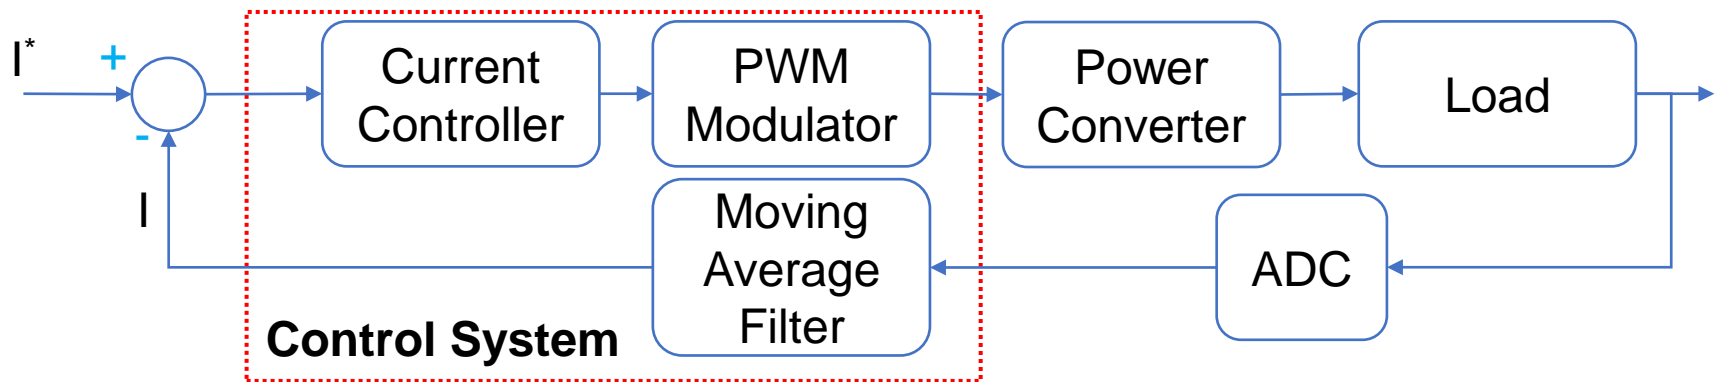 I*
+
-
I
Current
Controller
PWM
Modulator
Power
Converter
Load
Moving
Average
Filter
ADC
Control System